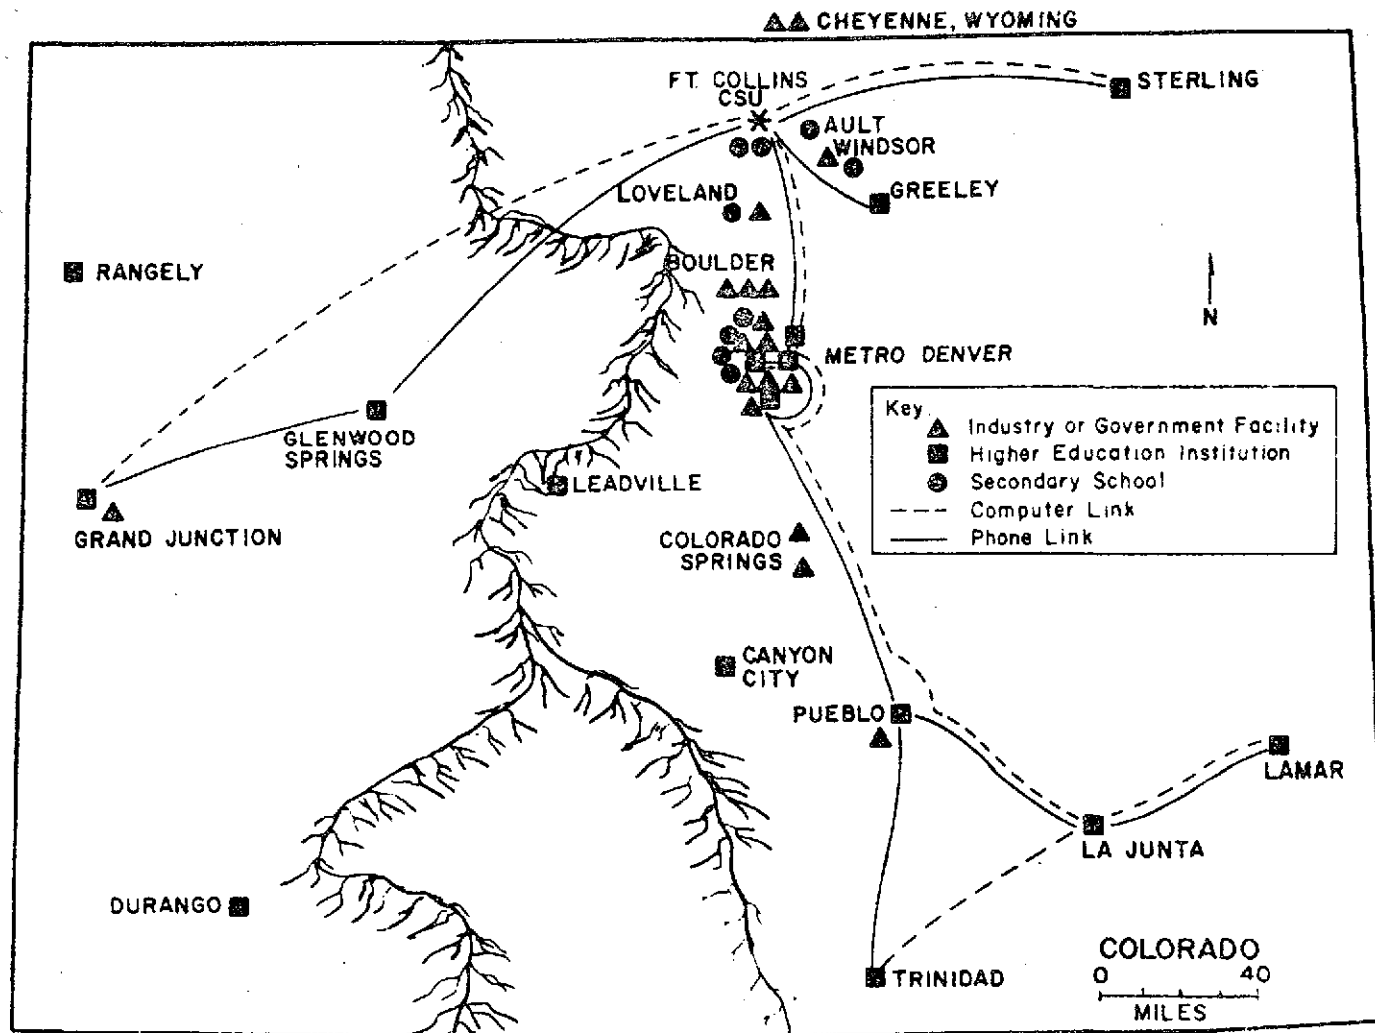 CHEYENNE, WYOMING
FT. COLLINS
CSU
STERLING
AULT
WINDSOR
LOVELAND
GREELEY
BOULDER
RANGELY
N
METRO DENVER
Key
Industry or Government Facility
Higher Education Institution
Secondary School
Computer Link
Phone Link
GLENWOOD
SPRINGS
LEADVILLE
GRAND JUNCTION
COLORADO
SPRINGS
CANYON
CITY
PUEBLO
LAMAR
LA JUNTA
DURANGO
TRINIDAD
COLORADO
0 40
MILES